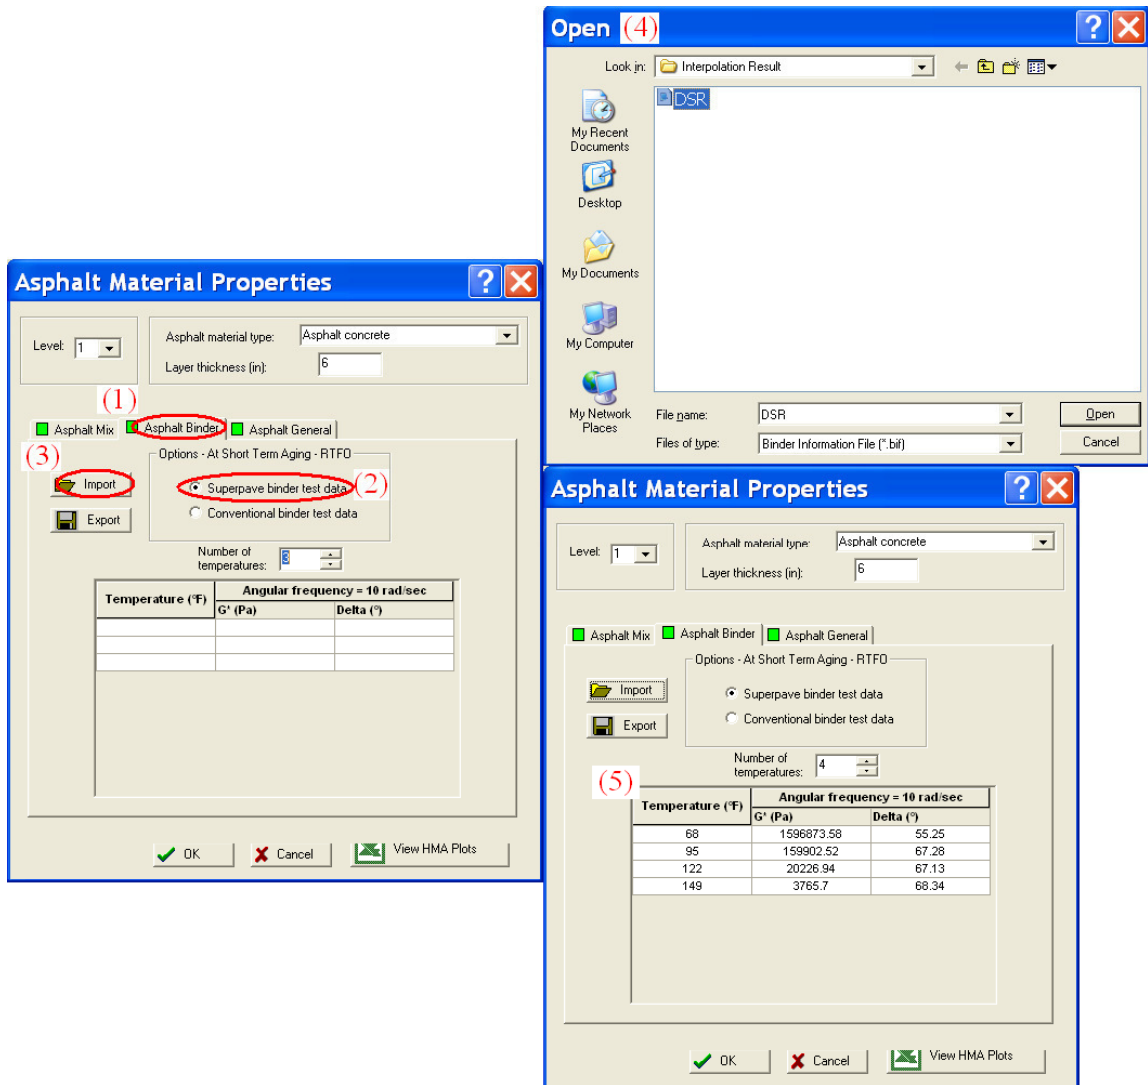 Open (4)
Look in: Interpolation Result
DSR
My Recent
Documents
Desktop
My Documents
My Computer
My Network
Places
File name: DSR Open
Files of type: Binder Information File (*.bif) Cancel
Asphalt Material Properties
Level: 1 Asphalt material type: Asphalt concrete
Layer thickness (in): 6
(1)
Asphalt Mix Asphalt Binder Asphalt General
(3) Options - At Short Term Aging - RTFO
Import Superpave binder test data (2)
Export Conventional binder test data
Number of
temperatures: 3
Temperature (°F) Angular frequency = 10 rad/sec
G* (Pa) Delta (°)
OK Cancel View HMA Plots
Asphalt Material Properties
Level: 1 Asphalt material type: Asphalt concrete
Layer thickness (in): 6
Asphalt Mix Asphalt Binder Asphalt General
Options - At Short Term Aging - RTFO
Import Superpave binder test data
Export Conventional binder test data
Number of
temperatures: 4
(5)
Temperature (°F) Angular frequency = 10 rad/sec
G* (Pa) Delta (°)
68 1596873.58 55.25
95 159902.52 67.28
122 20226.94 67.13
149 3765.7 68.34
OK Cancel View HMA Plots